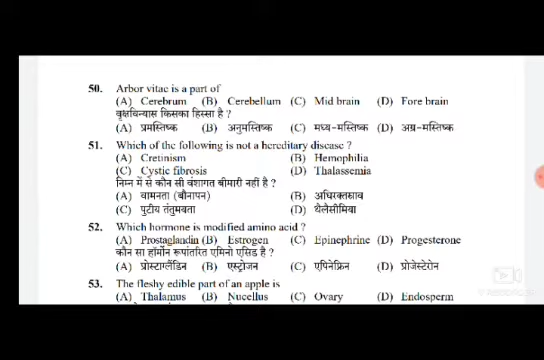 50. Arbor vitae is a part of
(A) Cerebrum (B) Cerebellum (C) Mid brain (D) Fore brain
वृक्षविन्यास किसका हिस्सा है ?
(A) प्रमस्तिष्क (B) अनुमस्तिष्क (C) मध्य-मस्तिष्क (D) अग्र-मस्तिष्क
51. Which of the following is not a hereditary disease ?
(A) Cretinism (B) Hemophilia
(C) Cystic fibrosis (D) Thalassemia
निम्न में से कौन सी वंशागत बीमारी नहीं है ?
(A) वामनता (बौनापन) (B) अधिरक्तस्राव
(C) पुटीय तंतुमयता (D) थैलेसीमिया
52. Which hormone is modified amino acid ?
(A) Prostaglandin (B) Estrogen (C) Epinephrine (D) Progesterone
कौन सा हॉर्मोन रूपांतरित एमिनो एसिड है ?
(A) प्रोस्टाग्लैंडिन (B) एस्ट्रोजन (C) एपिनेफ्रिन (D) प्रोजेस्टेरोन
53. The fleshy edible part of an apple is
(A) Thalamus (B) Nucellus (C) Ovary (D) Endosperm